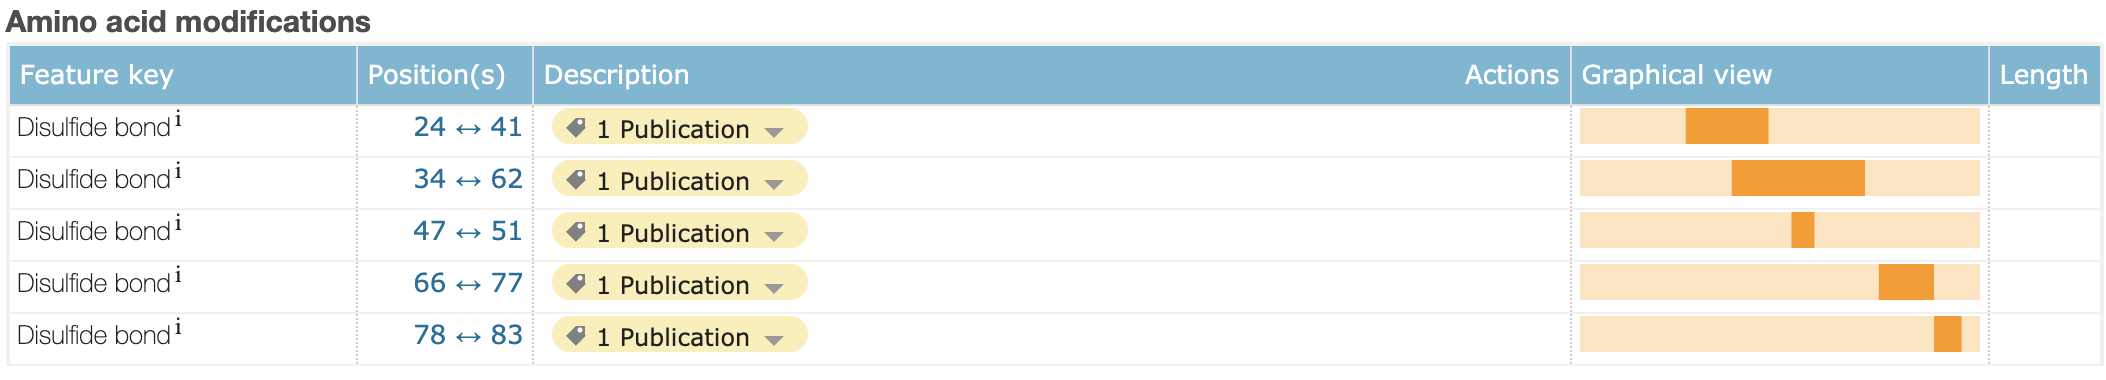 Amino acid modifications
Feature key Position(s) Description Actions Graphical view Length
Disulfide bond i 24 ↔ 41 1 Publication
Disulfide bond i 34 ↔ 62 1 Publication
Disulfide bond i 47 ↔ 51 1 Publication
Disulfide bond i 66 ↔ 77 1 Publication
Disulfide bond i 78 ↔ 83 1 Publication